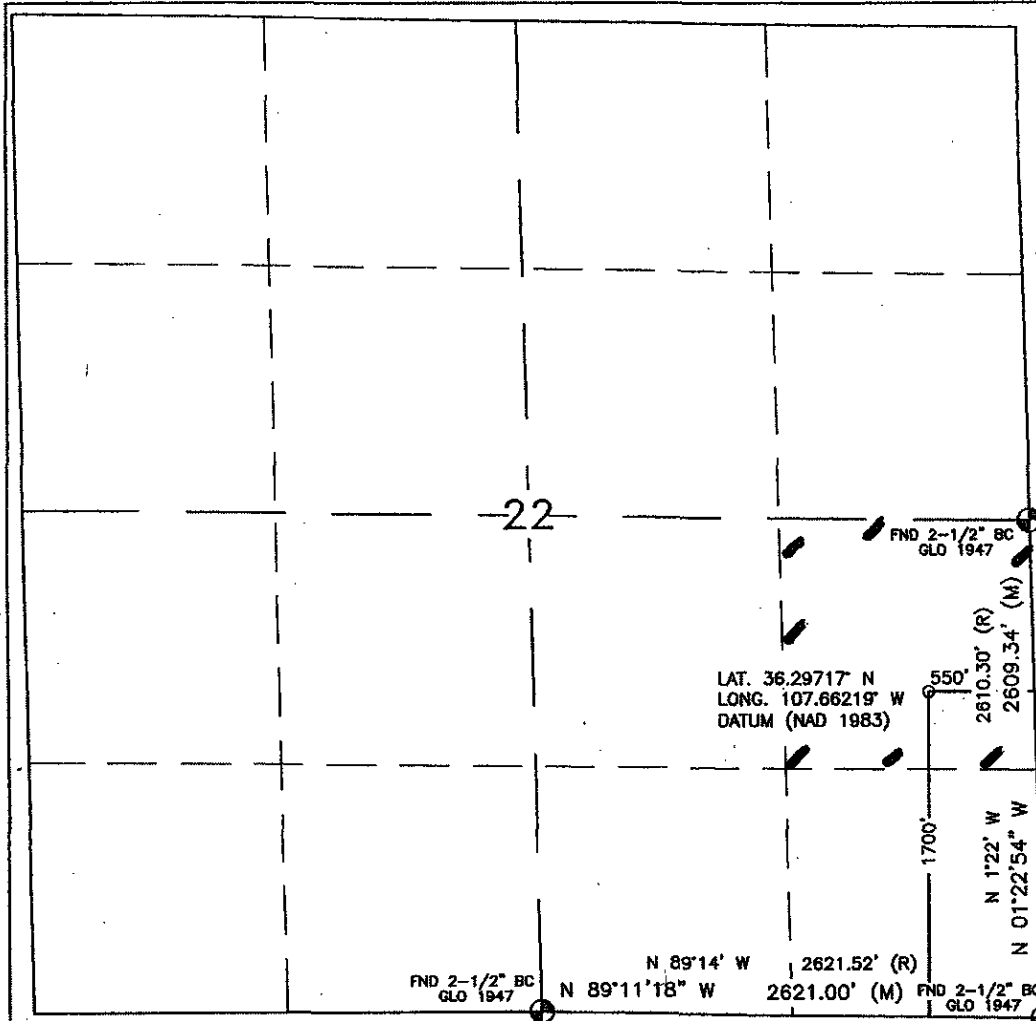 22
FND 2-1/2" BC
GLO 1947
2610.30' (R)
2609.34' (M)
LAT. 36.29717° N
LONG. 107.66219° W
DATUM (NAD 1983)
550'
1700'
N 1°22' W
N 01°22'54" W
N 89°14' W 2621.52' (R)
FND 2-1/2" BC
GLO 1947
N 89°11'18" W 2621.00' (M)
FND 2-1/2" BC
GLO 1947